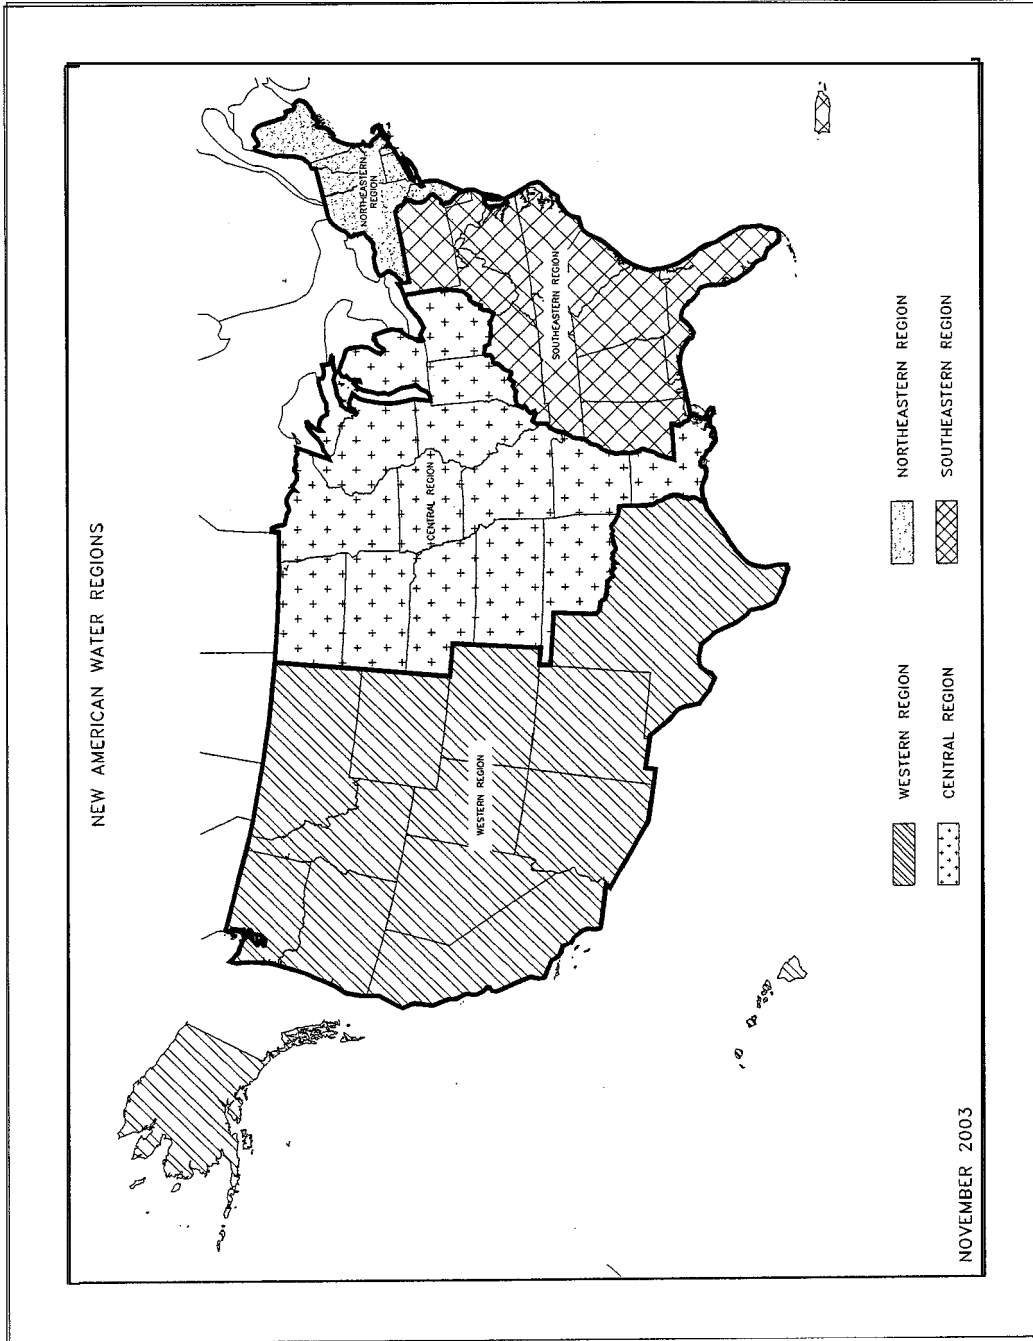 NEW AMERICAN WATER REGIONS
NORTHEASTERN
REGION
SOUTHEASTERN REGION
CENTRAL REGION
WESTERN REGION
WESTERN REGION
NORTHEASTERN REGION
CENTRAL REGION
SOUTHEASTERN REGION
NOVEMBER 2003